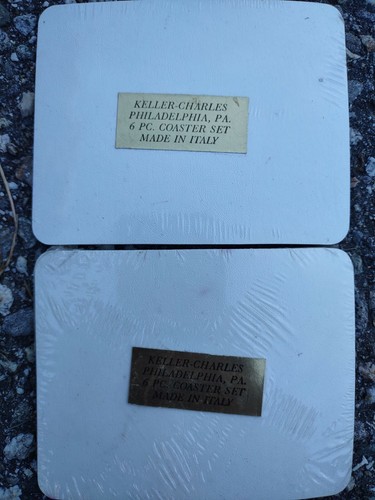 KELLER-CHARLES
PHILADELPHIA, PA.
6 PC. COASTER SET
MADE IN ITALY
KELLER-CHARLES
PHILADELPHIA, PA.
6 PC. COASTER SET
MADE IN ITALY